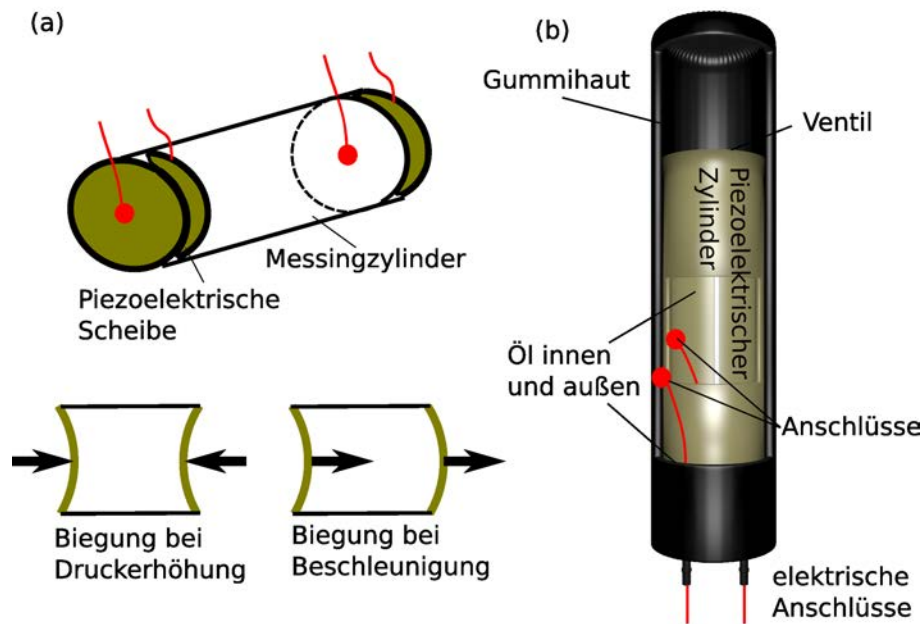 (a)
Messingzylinder
Piezoelektrische
Scheibe
Biegung bei
Druckerhöhung
Biegung bei
Beschleunigung
(b)
Gummihaut
Ventil
Piezoelektrischer
Zylinder
Öl innen
und außen
Anschlüsse
elektrische
Anschlüsse